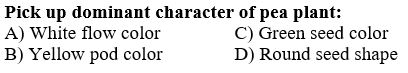 Pick up dominant character of pea plant:
A) White flow color C) Green seed color
B) Yellow pod color D) Round seed shape